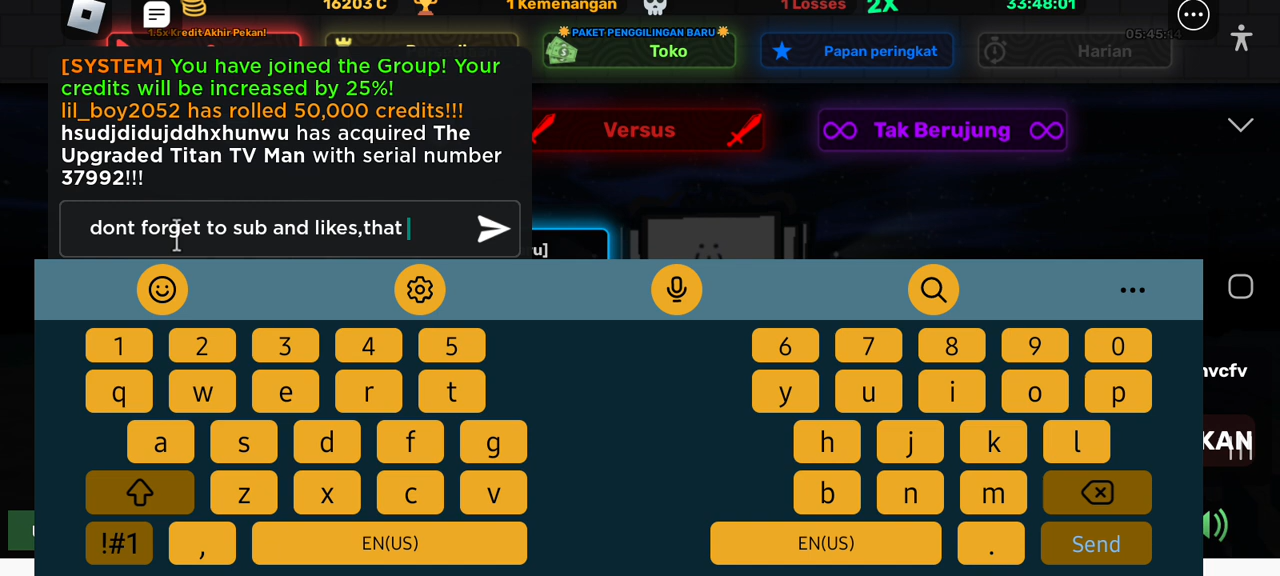 16203 C
1 Kemenangan
1 Losses
2X
33:48:01
1.5x Kredit Akhir Pekan!
PAKET PENGGILINGAN BARU
05:45:4
Toko
Papan peringkat
Harian
[SYSTEM] You have joined the Group! Your
credits will be increased by 25%!
lil_boy2052 has rolled 50,000 credits!!!
hsudjdidujddhxhunwu has acquired The
Upgraded Titan TV Man with serial number
37992!!!
Versus
Tak Berujung
dont forget to sub and likes,that
ru]
1 2 3 4 5 6 7 8 9 0
q w e r t y u i o p
nvcfv
a s d f g h j k l
KAN
z x c v b n m
!#1 , EN(US) EN(US) . Send